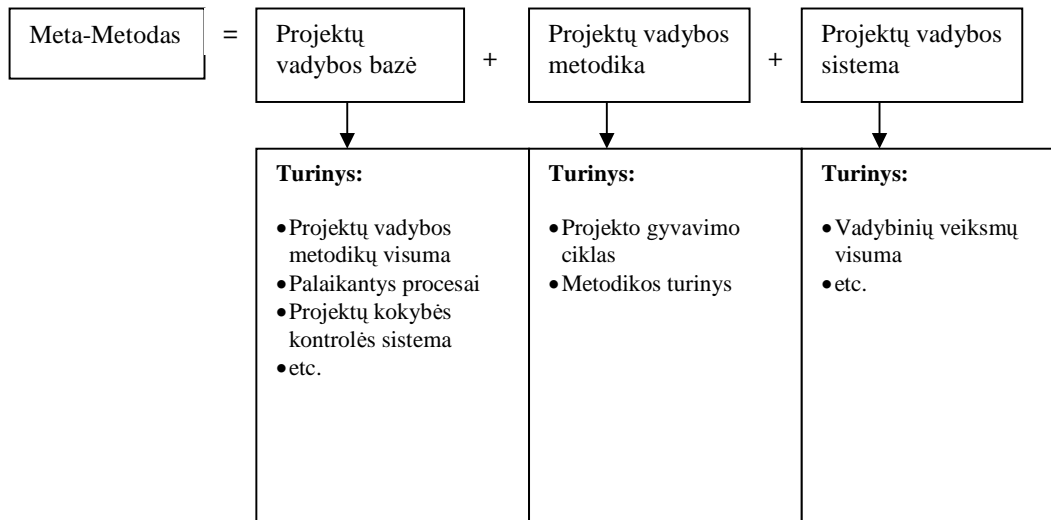 Meta-Metodas
=
Projektų
vadybos bazė
+
Projektų vadybos
metodika
+
Projektų vadybos
sistema
Turinys:
•Projektų vadybos
metodikų visuma
•Palaikantys procesai
•Projektų kokybės
kontrolės sistema
•etc.
Turinys:
•Projekto gyvavimo
ciklas
•Metodikos turinys
Turinys:
•Vadybinių veiksmų
visuma
•etc.